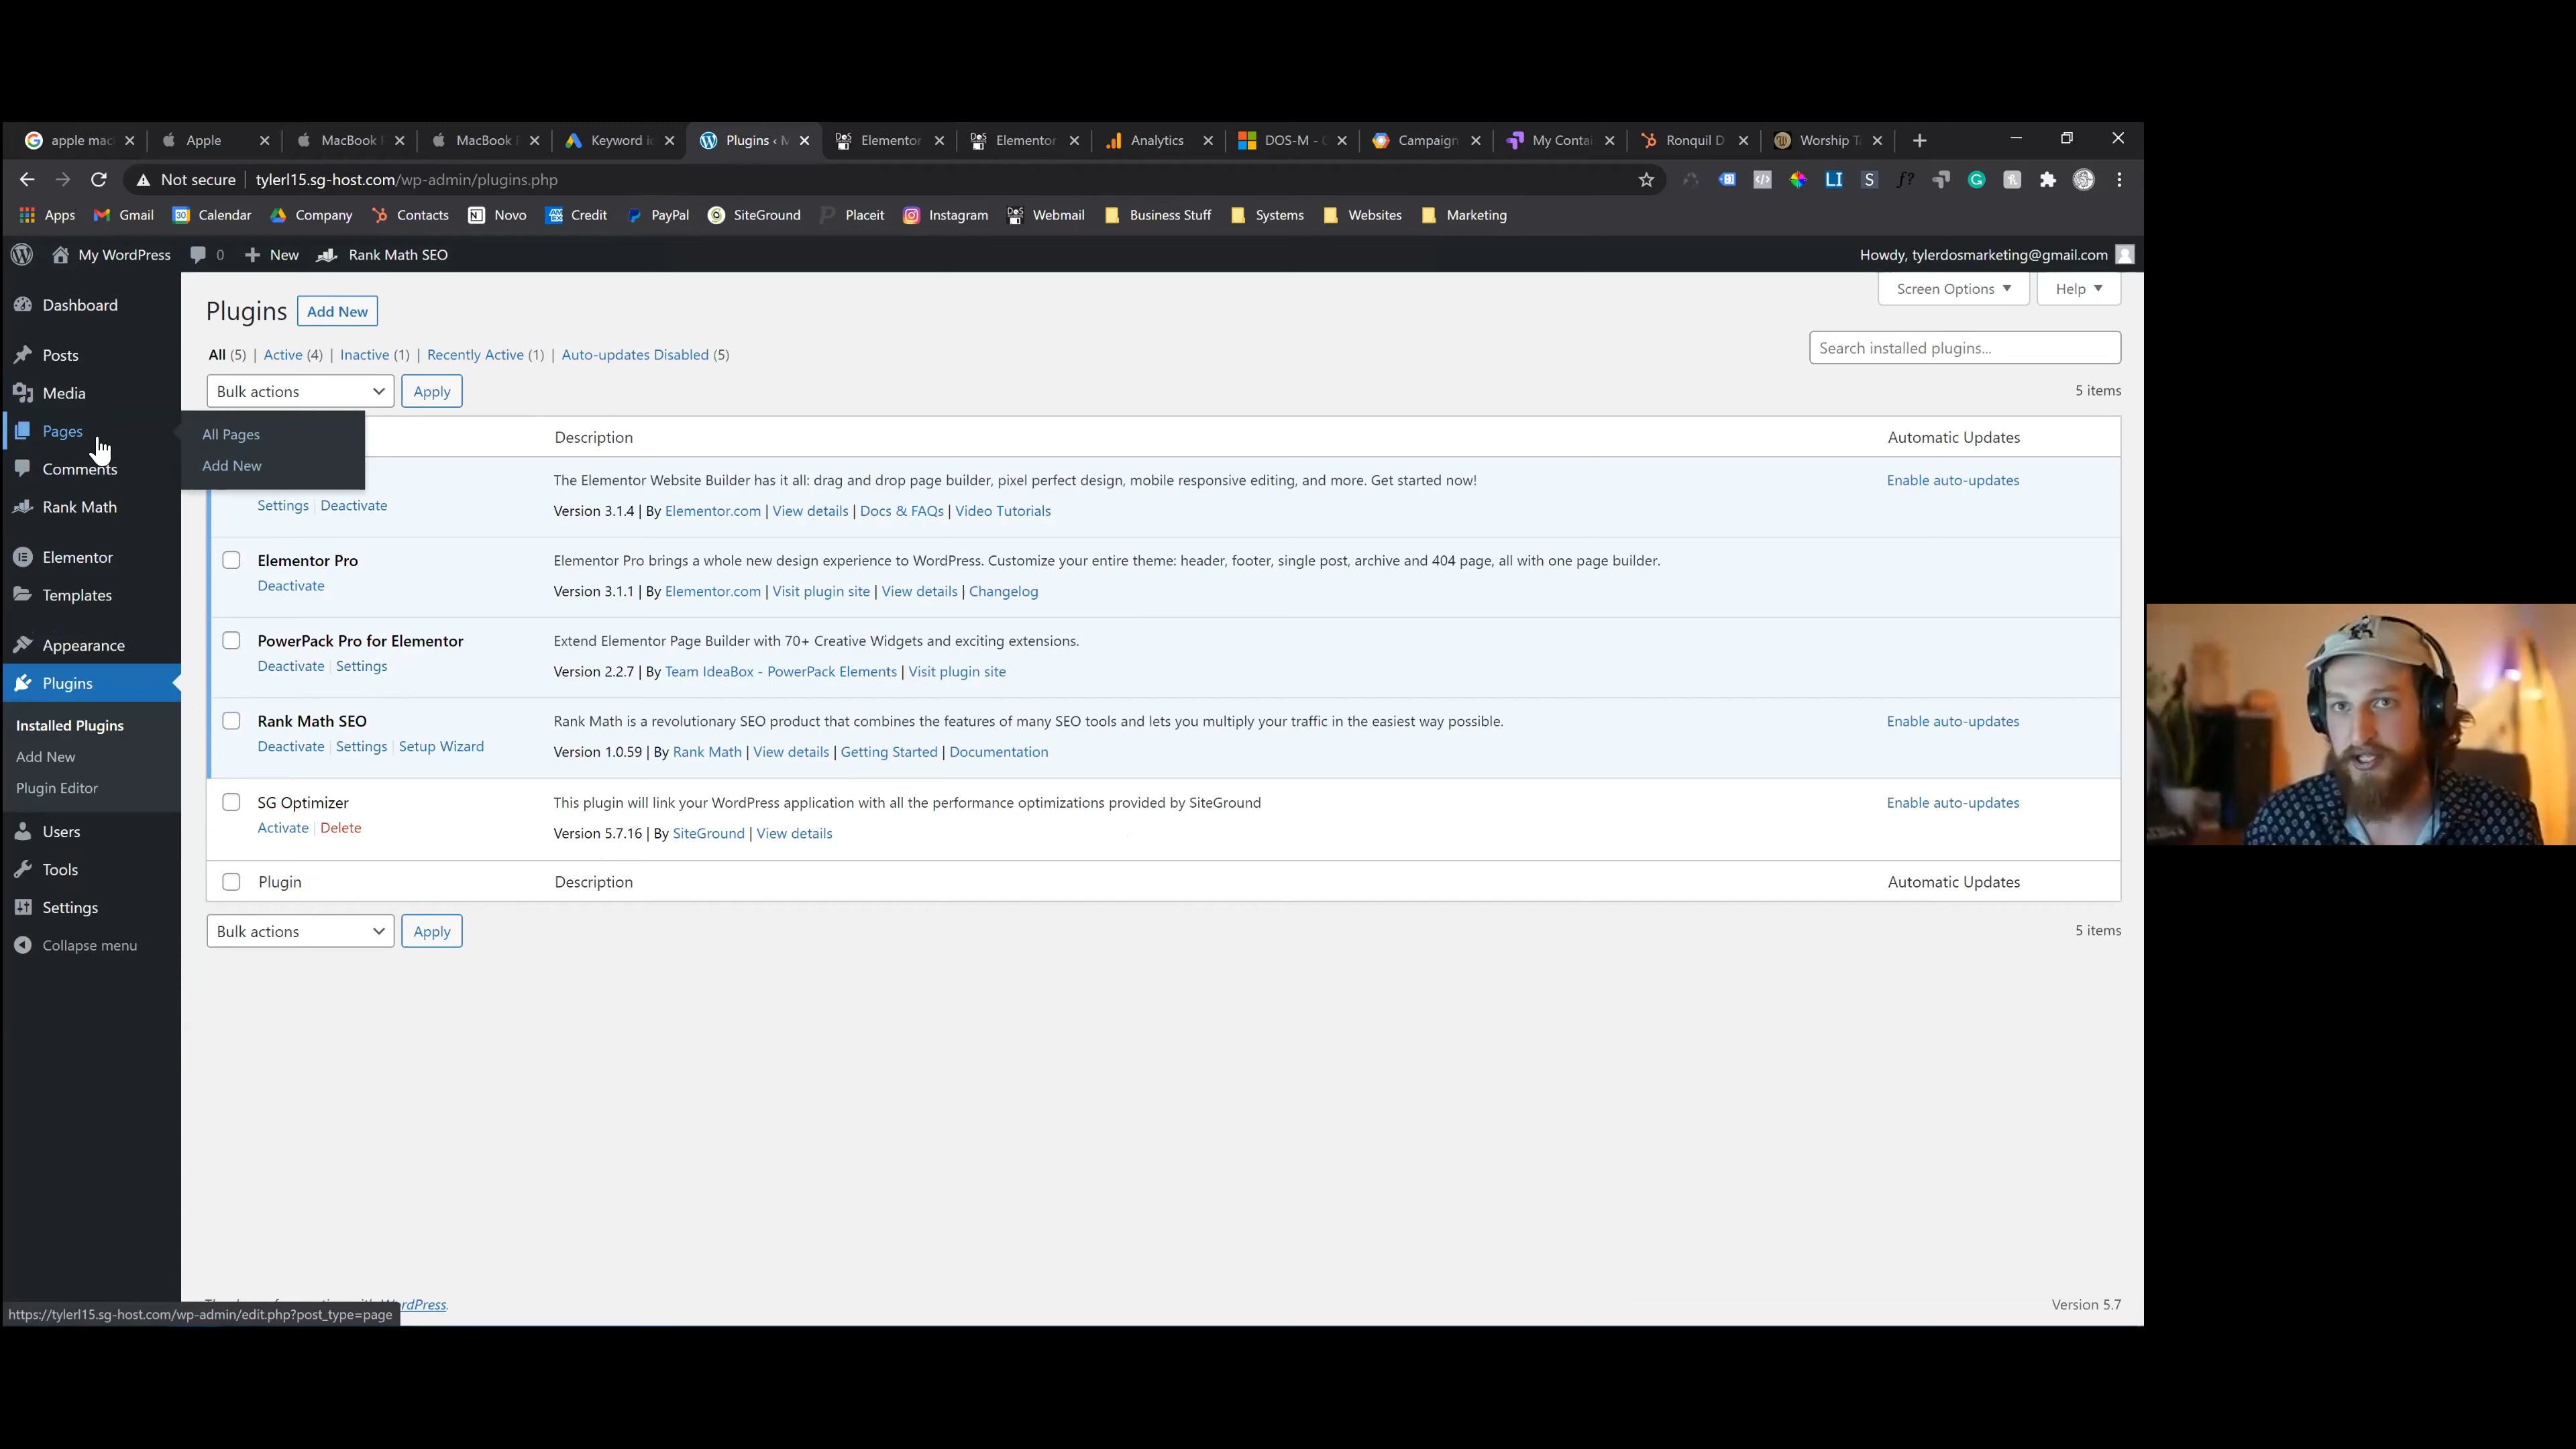 apple mac
Apple
MacBook
MacBook
Keyword i
Plugins ‹ M
Elementor
Elementor
Analytics
DOS-M -
Campaign
My Contai
Ronquil D
Worship T
Not secure
tylerl15.sg-host.com/wp-admin/plugins.php
Apps
Gmail
Calendar
Company
Contacts
Novo
Credit
PayPal
SiteGround
Placeit
Instagram
Webmail
Business Stuff
Systems
Websites
Marketing
My WordPress
0
New
Rank Math SEO
Howdy, tylerdosmarketing@gmail.com
Dashboard
Posts
Media
Pages
Comments
Rank Math
Elementor
Templates
Appearance
Plugins
Installed Plugins
Add New
Plugin Editor
Users
Tools
Settings
Collapse menu
All Pages
Add New
Screen Options
Help
Plugins
Add New
All (5) | Active (4) | Inactive (1) | Recently Active (1) | Auto-updates Disabled (5)
Search installed plugins...
Bulk actions
Apply
5 items
Description
Automatic Updates
Settings | Deactivate
The Elementor Website Builder has it all: drag and drop page builder, pixel perfect design, mobile responsive editing, and more. Get started now!
Version 3.1.4 | By Elementor.com | View details | Docs & FAQs | Video Tutorials
Enable auto-updates
Elementor Pro
Deactivate
Elementor Pro brings a whole new design experience to WordPress. Customize your entire theme: header, footer, single post, archive and 404 page, all with one page builder.
Version 3.1.1 | By Elementor.com | Visit plugin site | View details | Changelog
PowerPack Pro for Elementor
Deactivate | Settings
Extend Elementor Page Builder with 70+ Creative Widgets and exciting extensions.
Version 2.2.7 | By Team IdeaBox - PowerPack Elements | Visit plugin site
Rank Math SEO
Deactivate | Settings | Setup Wizard
Rank Math is a revolutionary SEO product that combines the features of many SEO tools and lets you multiply your traffic in the easiest way possible.
Version 1.0.59 | By Rank Math | View details | Getting Started | Documentation
Enable auto-updates
SG Optimizer
Activate | Delete
This plugin will link your WordPress application with all the performance optimizations provided by SiteGround
Version 5.7.16 | By SiteGround | View details
Enable auto-updates
Plugin
Description
Automatic Updates
Bulk actions
Apply
5 items
https://tylerl15.sg-host.com/wp-admin/edit.php?post_type=page
rdPress.
Version 5.7